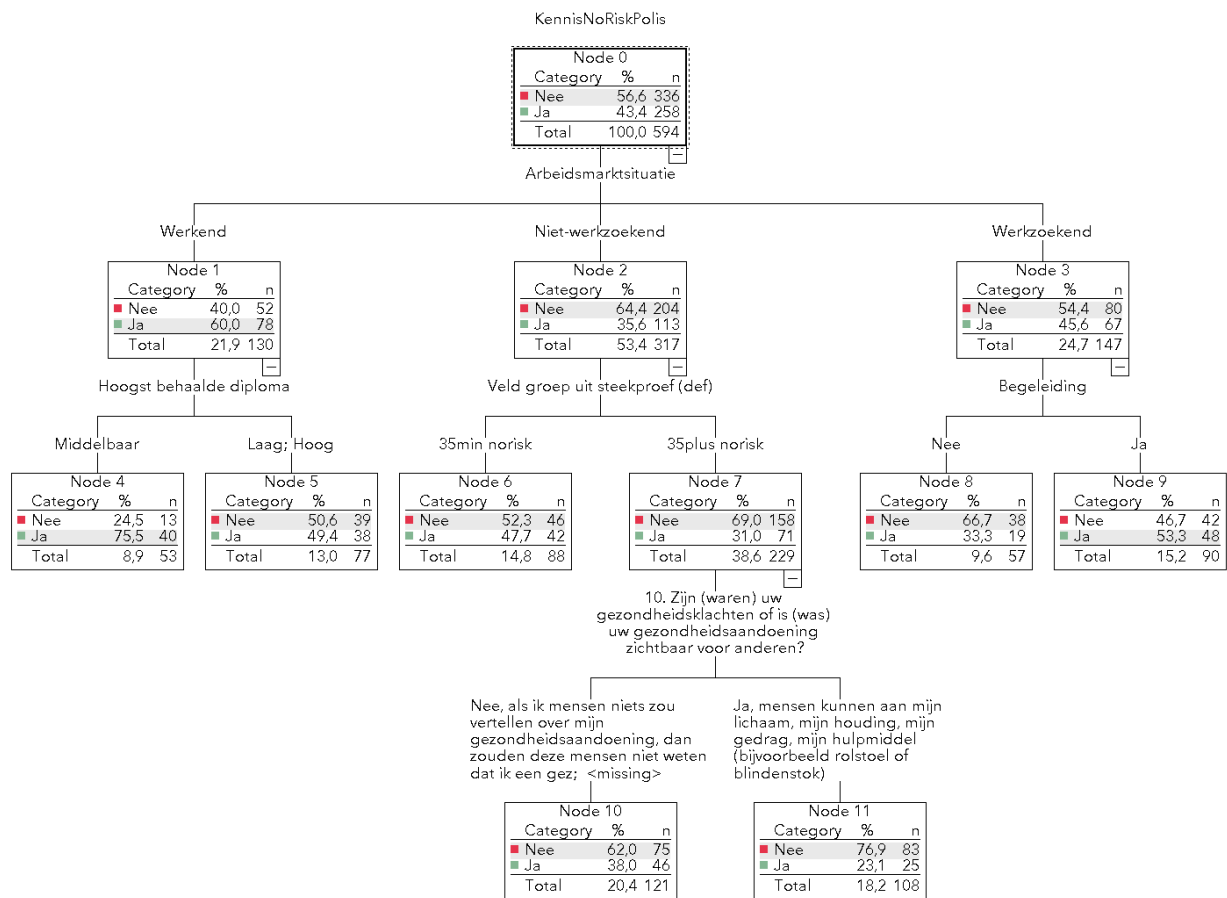 KennisNoRiskPolis
Node 0
Category % n
Nee 56,6 336
Ja 43,4 258
Total 100,0 594
Arbeidsmarktsituatie
Werkend
Node 1
Category % n
Nee 40,0 52
Ja 60,0 78
Total 21,9 130
Hoogst behaalde diploma
Niet-werkzoekend
Node 2
Category % n
Nee 64,4 204
Ja 35,6 113
Total 53,4 317
Veld groep uit steekproef (def)
Werkzoekend
Node 3
Category % n
Nee 54,4 80
Ja 45,6 67
Total 24,7 147
Begeleiding
Middelbaar
Node 4
Category % n
Nee 24,5 13
Ja 75,5 40
Total 8,9 53
Laag; Hoog
Node 5
Category % n
Nee 50,6 39
Ja 49,4 38
Total 13,0 77
35min norisk
Node 6
Category % n
Nee 52,3 46
Ja 47,7 42
Total 14,8 88
35plus norisk
Node 7
Category % n
Nee 69,0 158
Ja 31,0 71
Total 38,6 229
Nee
Node 8
Category % n
Nee 66,7 38
Ja 33,3 19
Total 9,6 57
Ja
Node 9
Category % n
Nee 46,7 42
Ja 53,3 48
Total 15,2 90
10. Zijn (waren) uw
gezondheidsklachten of is (was)
uw gezondheidsaandoening
zichtbaar voor anderen?
Nee, als ik mensen niets zou
vertellen over mijn
gezondheidsaandoening, dan
zouden deze mensen niet weten
dat ik een gez; <missing>
Node 10
Category % n
Nee 62,0 75
Ja 38,0 46
Total 20,4 121
Ja, mensen kunnen aan mijn
lichaam, mijn houding, mijn
gedrag, mijn hulpmiddel
(bijvoorbeeld rolstoel of
blindenstok)
Node 11
Category % n
Nee 76,9 83
Ja 23,1 25
Total 18,2 108